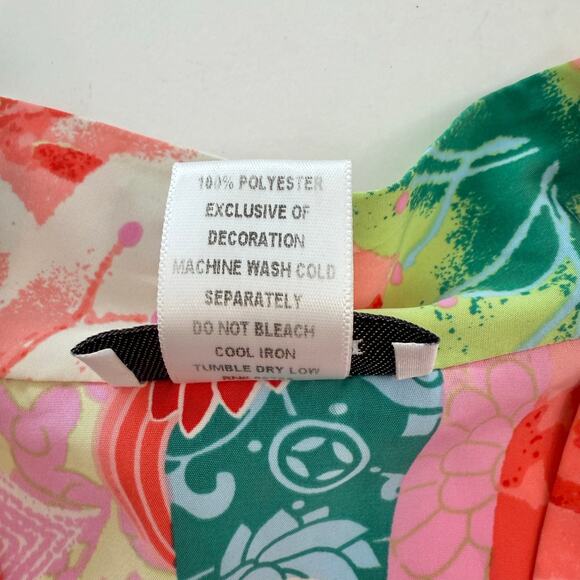 100% POLYESTER
EXCLUSIVE OF
DECORATION
MACHINE WASH COLD
SEPARATELY
DO NOT BLEACH
COOL IRON
TUMBLE DRY LOW